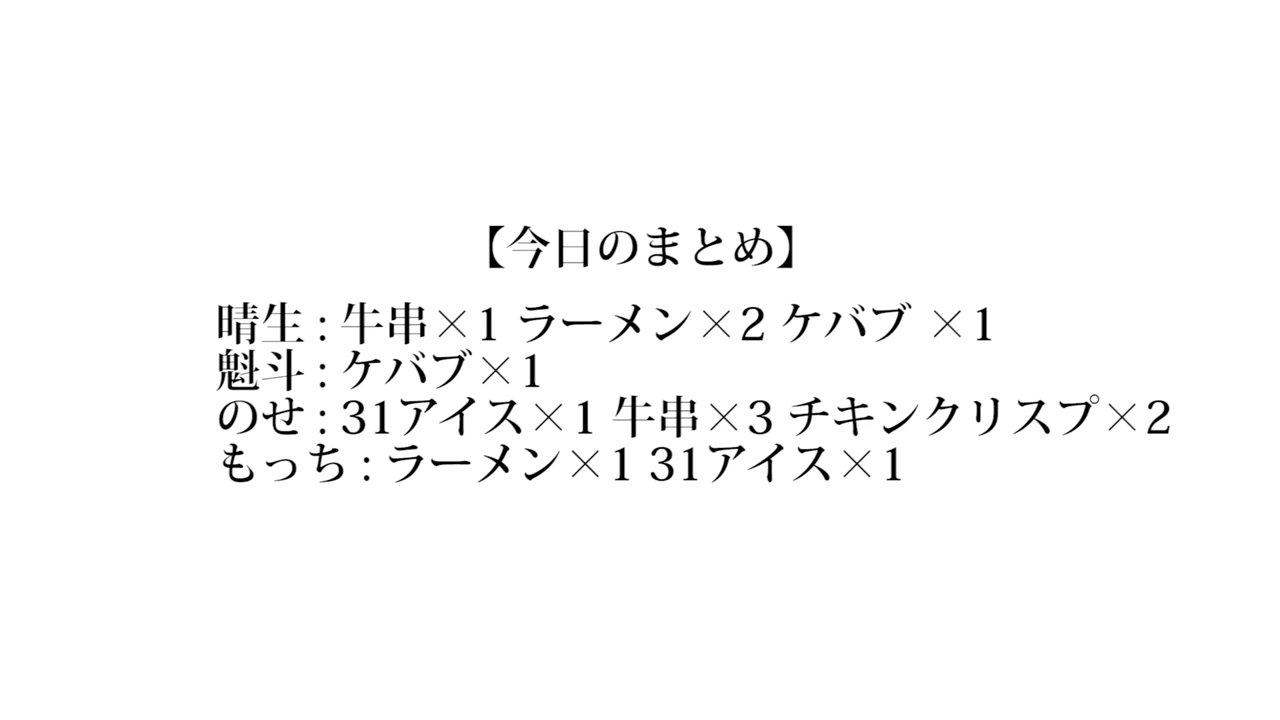 【今日のまとめ】
晴生 : 牛串×1 ラーメン×2 ケバブ ×1
魁斗 : ケバブ×1
のせ : 31アイス×1 牛串×3 チキンクリスプ×2
もっち : ラーメン×1 31アイス×1